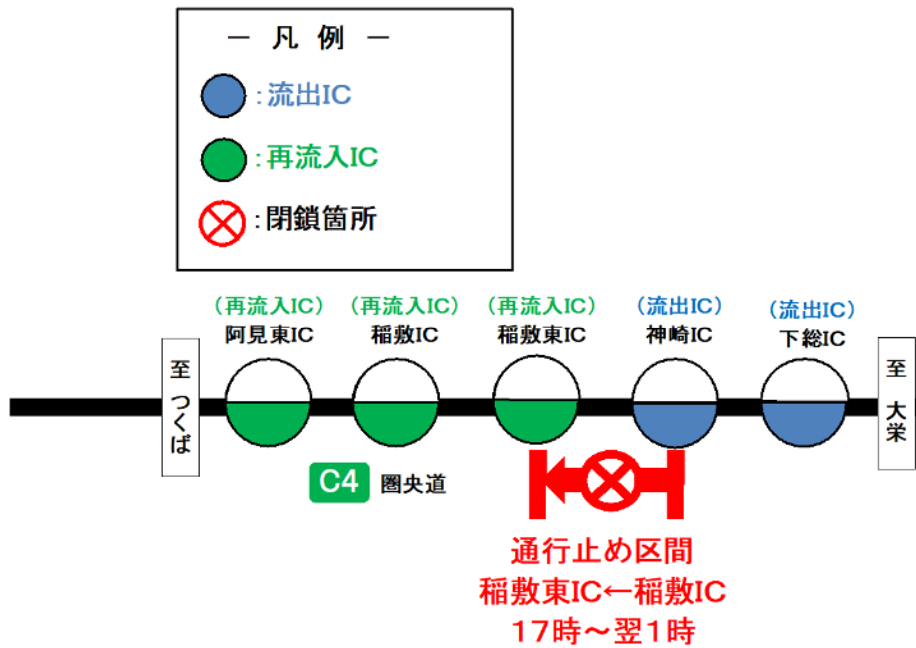 ― 凡 例 ―
：流出IC
：再流入IC
：閉鎖箇所
（再流入IC）
阿見東IC
（再流入IC）
稲敷IC
（再流入IC）
稲敷東IC
（流出IC）
神崎IC
（流出IC）
下総IC
至 つくば
至 大栄
C4 圏央道
通行止め区間
稲敷東IC←稲敷IC
17時～翌1時